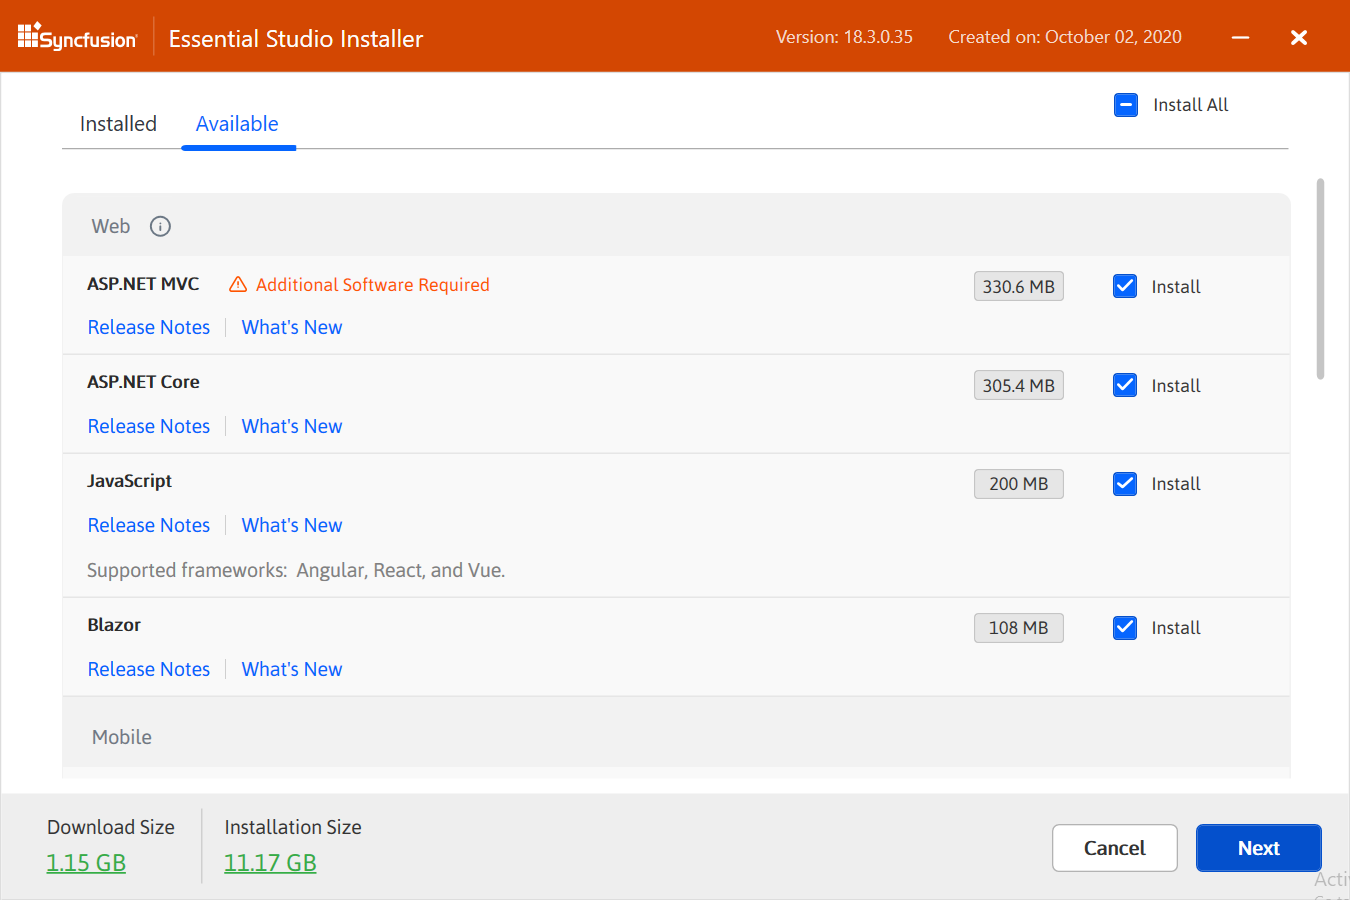 Syncfusion
Essential Studio Installer
Version: 18.3.0.35
Created on: October 02, 2020
Installed
Available
Install All
Web
ASP.NET MVC
Additional Software Required
330.6 MB
Install
Release Notes
What's New
ASP.NET Core
305.4 MB
Install
Release Notes
What's New
JavaScript
200 MB
Install
Release Notes
What's New
Supported frameworks: Angular, React, and Vue.
Blazor
108 MB
Install
Release Notes
What's New
Mobile
Download Size
1.15 GB
Installation Size
11.17 GB
Cancel
Next
Acti